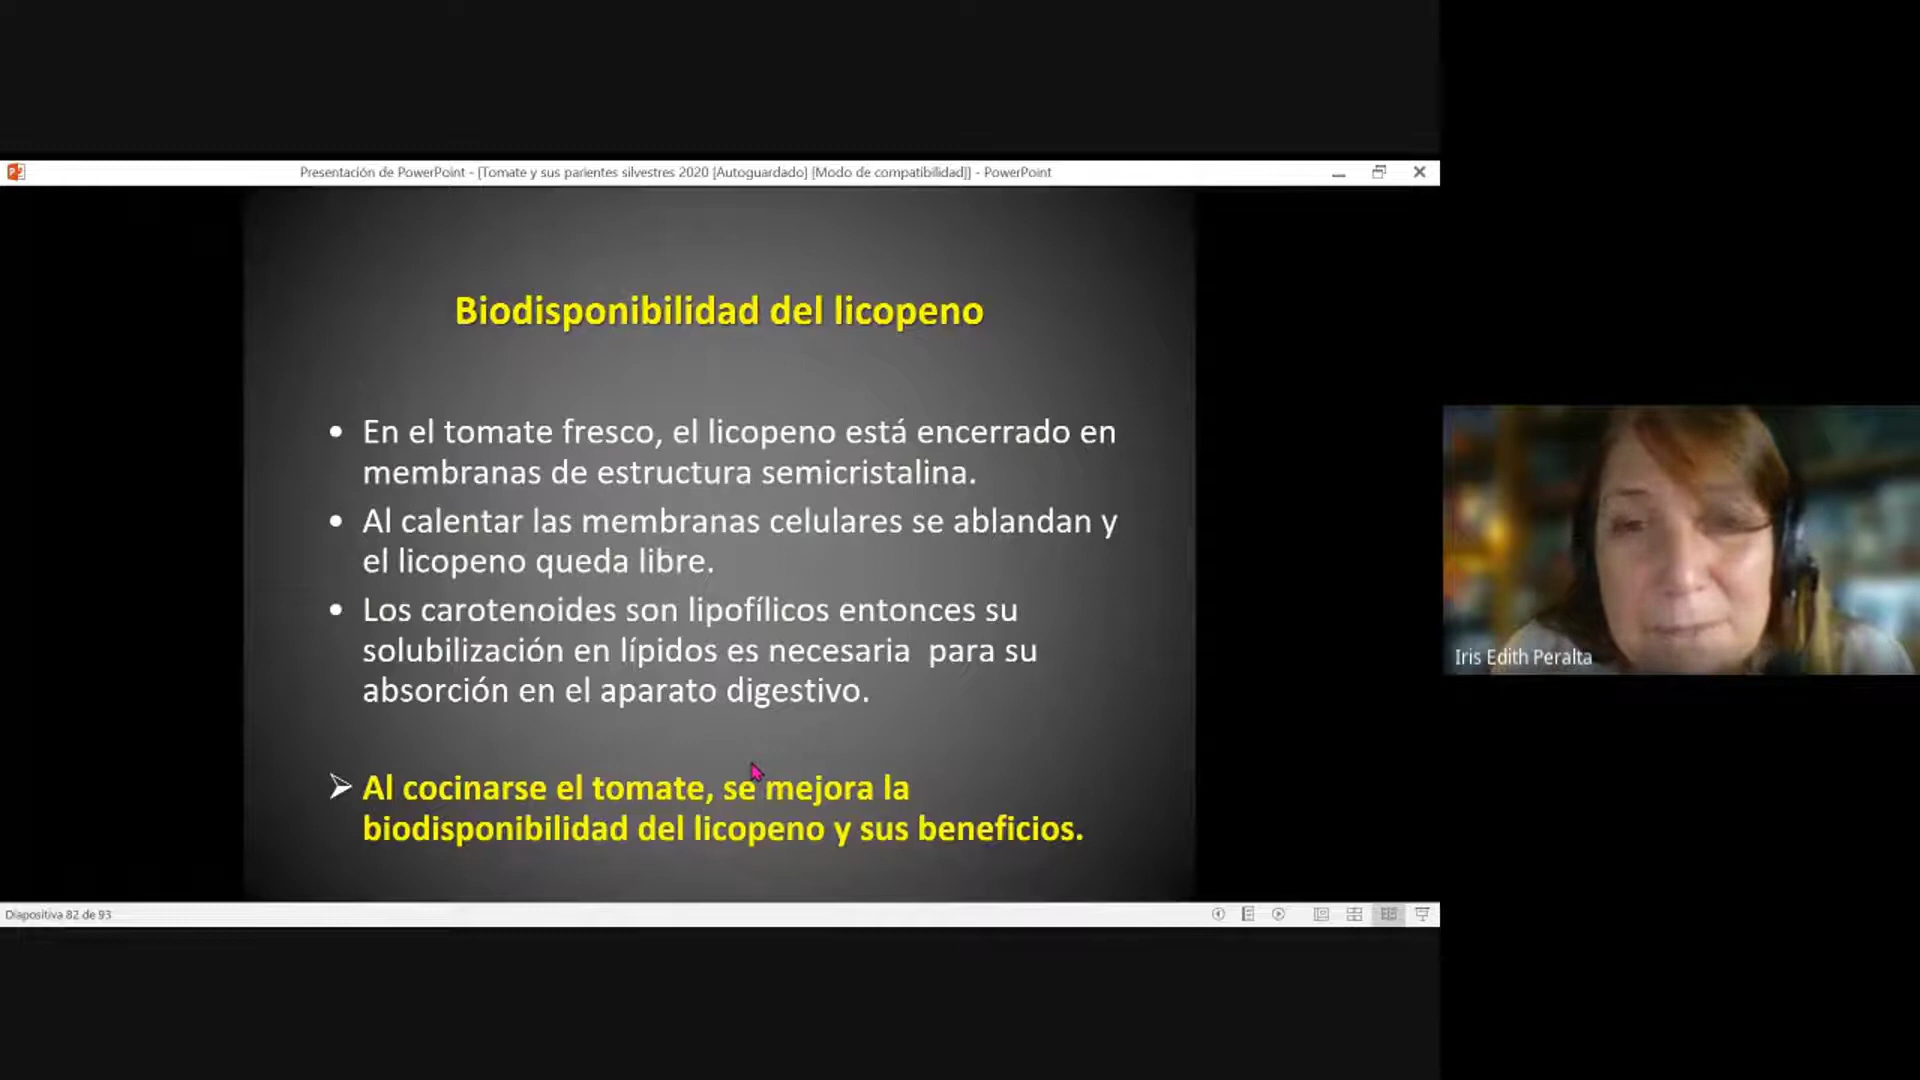 Presentación de PowerPoint - [Tomate y sus parientes silvestres 2020 [Autoguardado] [Modo de compatibilidad]] - PowerPoint
Biodisponibilidad del licopeno
• En el tomate fresco, el licopeno está encerrado en
membranas de estructura semicristalina.
• Al calentar las membranas celulares se ablandan y
el licopeno queda libre.
• Los carotenoides son lipofílicos entonces su
solubilización en lípidos es necesaria para su
absorción en el aparato digestivo.
➢ Al cocinarse el tomate, se mejora la
biodisponibilidad del licopeno y sus beneficios.
Iris Edith Peralta
Diapositiva 82 de 93